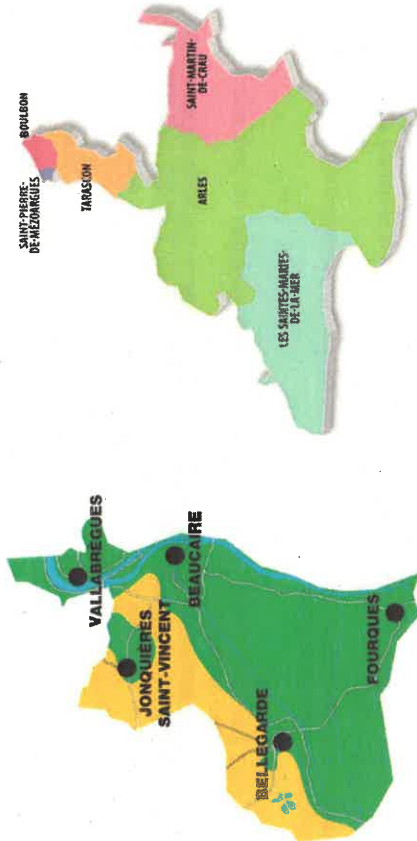 SAINT-PIERRE-
DE-MÉZOARGUES
BOULBON
TARASCON
SAINT-MARTIN-
DE-CRAU
ARLES
LES SAINTES-MARIES-
DE-LA-MER
VALLABREGUES
JONQUIÈRES
SAINT-VINCENT
BEAUCAIRE
BELLEGARDE
FOURQUES